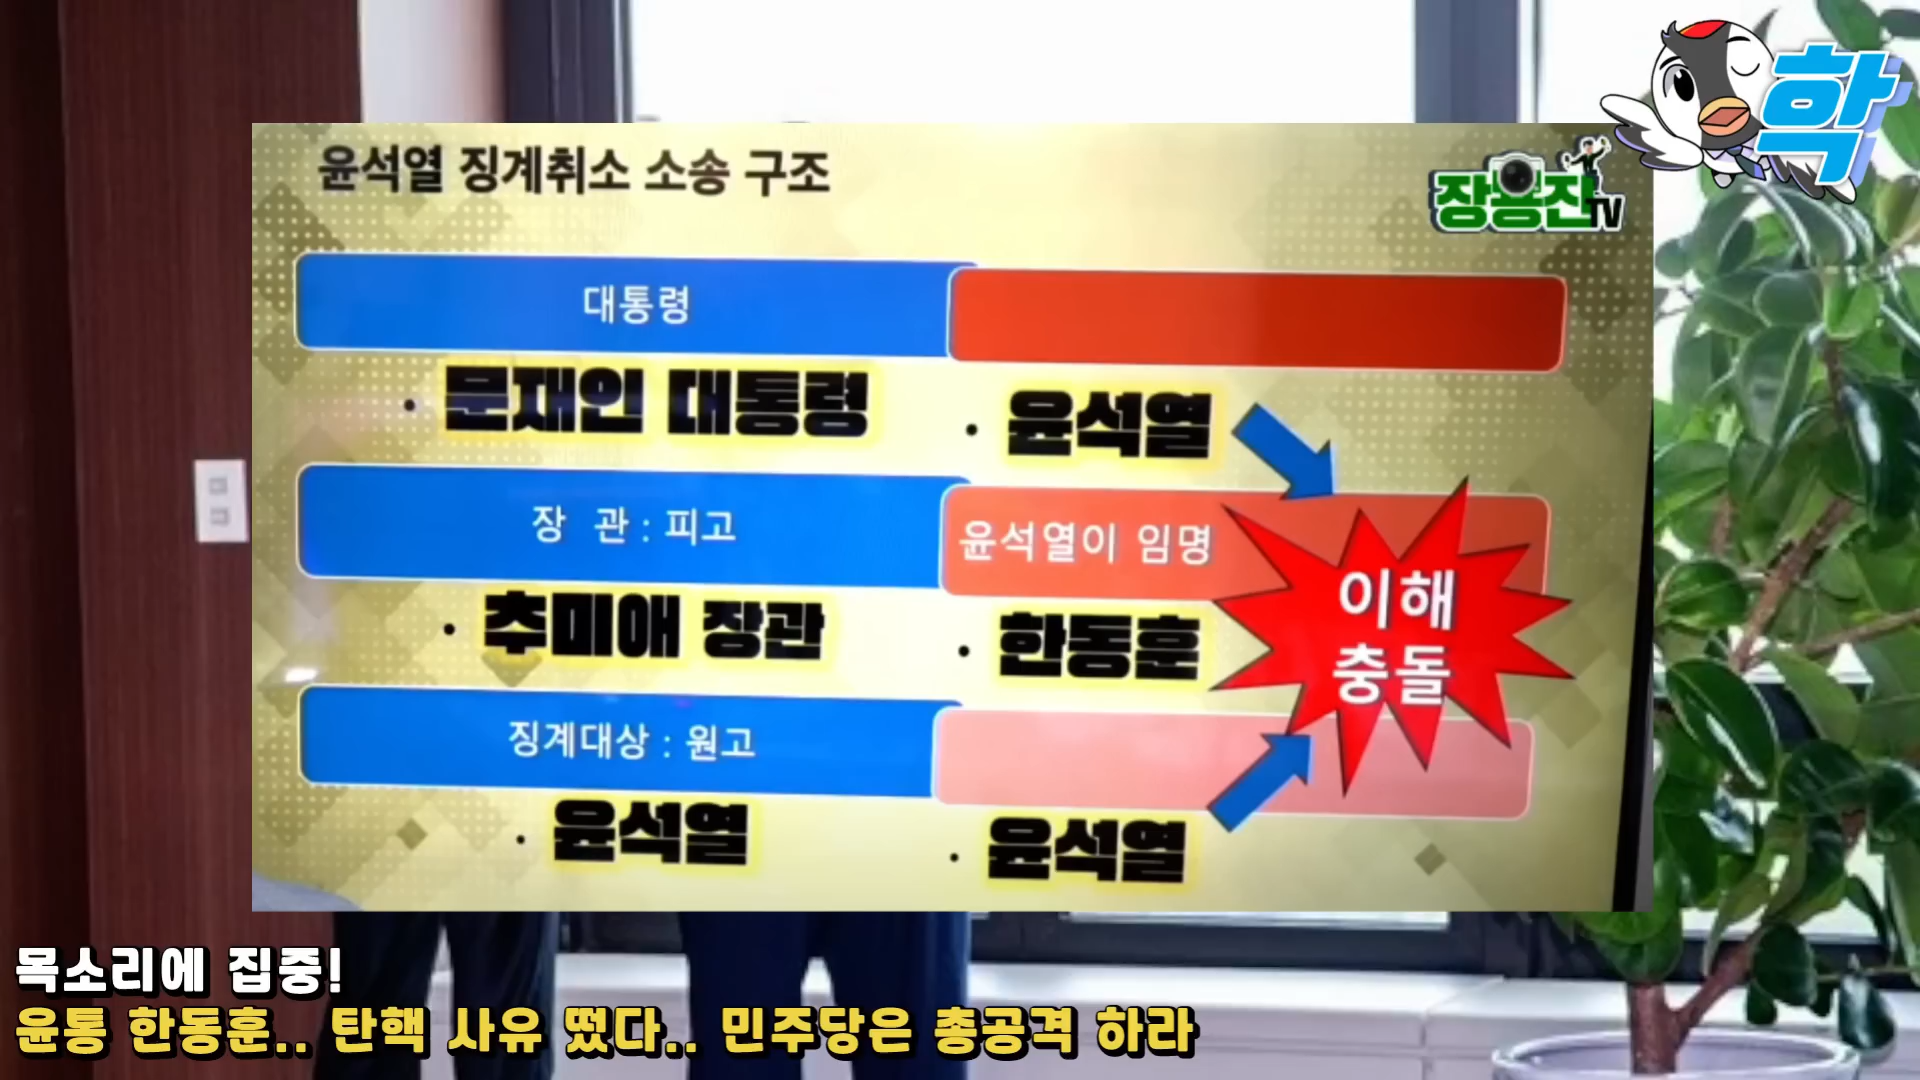 학
윤석열 징계취소 소송 구조
장용진TV
대통령
· 문재인 대통령
· 윤석열
장 관 : 피고
윤석열이 임명
이해
충돌
· 추미애 장관
· 한동훈
징계대상 : 원고
· 윤석열
· 윤석열
목소리에 집중!
윤통 한동훈.. 탄핵 사유 떴다.. 민주당은 총공격 하라